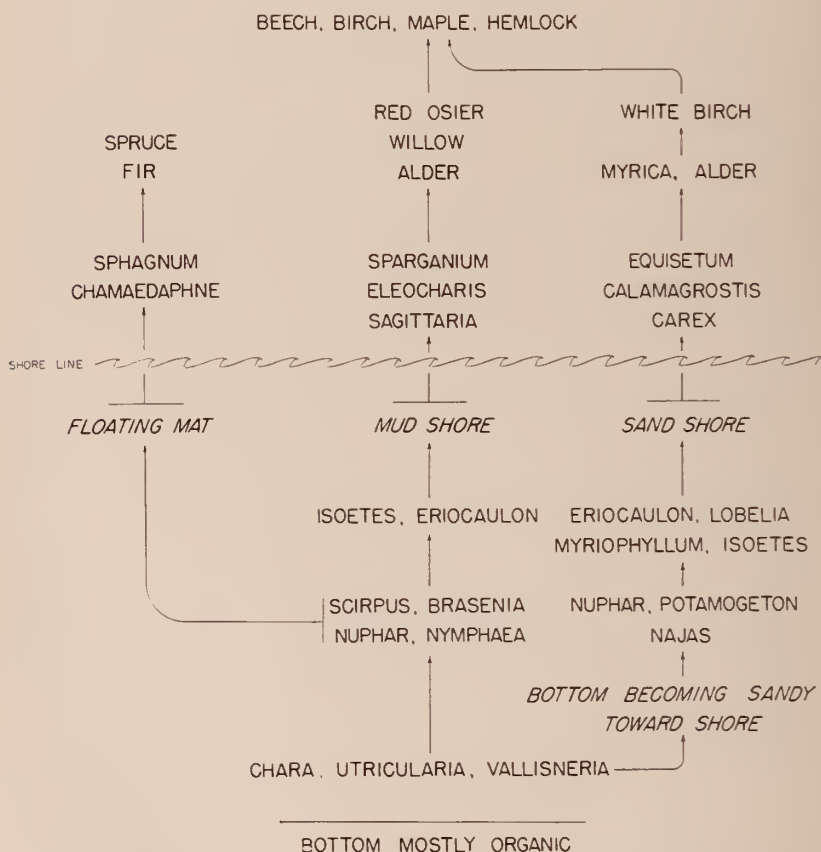 BEECH, BIRCH, MAPLE, HEMLOCK
RED OSIER
WILLOW
ALDER
WHITE BIRCH
SPRUCE
FIR
MYRICA, ALDER
SPHAGNUM
CHAMAEDAPHNE
SPARGANIUM
ELEOCHARIS
SAGITTARIA
EQUISETUM
CALAMAGROSTIS
CAREX
SHORE LINE
FLOATING MAT
MUD SHORE
SAND SHORE
ISOETES, ERIOCAULON
ERIOCAULON, LOBELIA
MYRIOPHYLLUM, ISOETES
SCIRPUS, BRASENIA
NUPHAR, NYMPHAEA
NUPHAR, POTAMOGETON
NAJAS
BOTTOM BECOMING SANDY
TOWARD SHORE
CHARA, UTRICULARIA, VALLISNERIA
BOTTOM MOSTLY ORGANIC